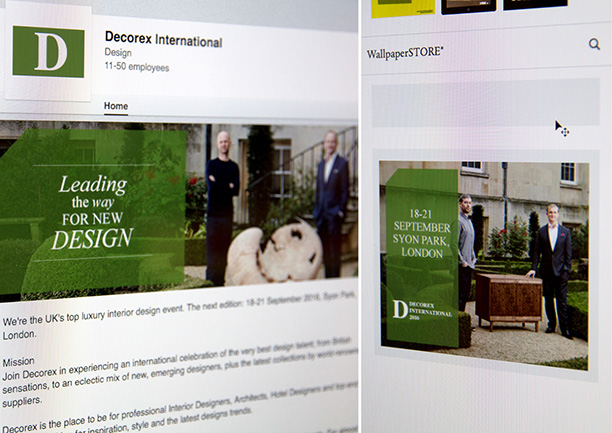 D
Decorex International
Design
11-50 employees
Home
Leading
the way
FOR NEW
DESIGN
We're the UK's top luxury interior design event. The next edition: 18-21 September 2016, Syon Park,
London.
Mission
Join Decorex in experiencing an international celebration of the very best design talent; from British
sensations, to an eclectic mix of new, emerging designers, plus the latest collections by world-renowned
suppliers.
Decorex is the place to be for professional Interior Designers, Architects, Hotel Designers and top-end
for inspiration, style and the latest designs trends.
WallpaperSTORE*
18-21
SEPTEMBER
SYON PARK,
LONDON
D
DECOREX
INTERNATIONAL
2016